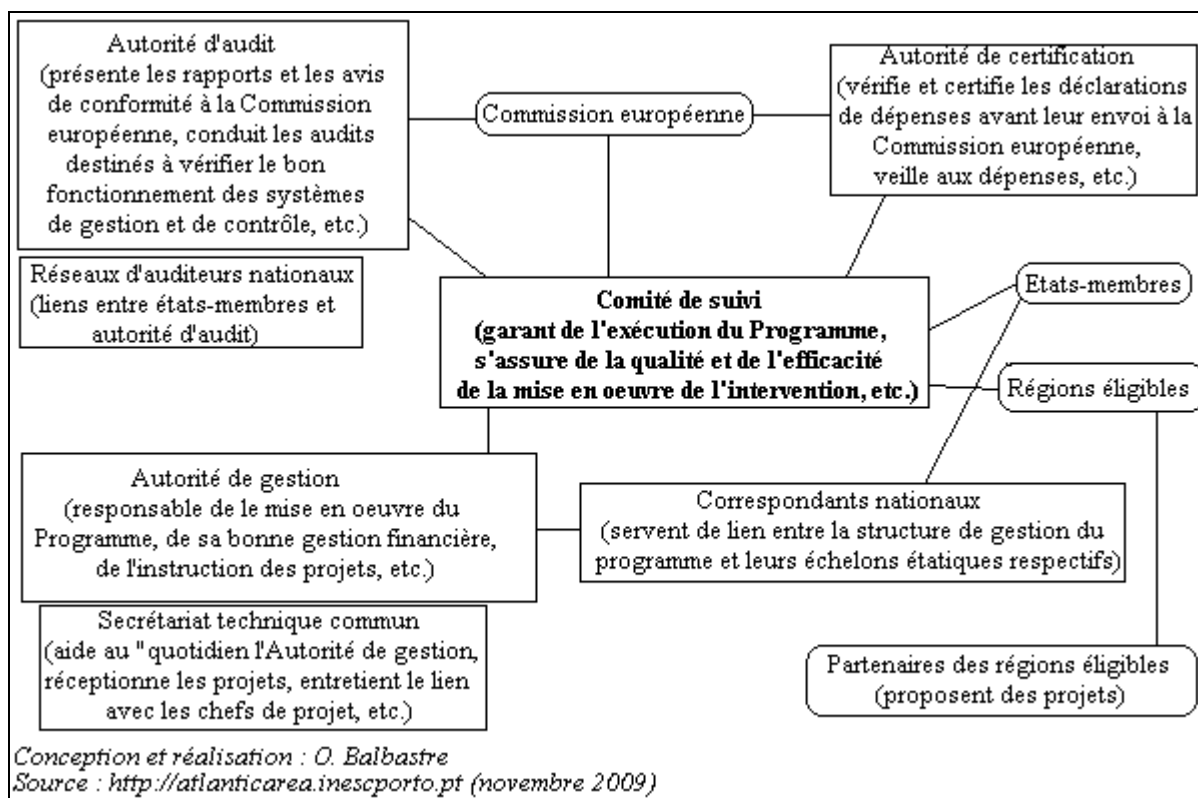 Autorité d'audit
(présente les rapports et les avis
de conformité à la Commission
européenne, conduit les audits
destinés à vérifier le bon
fonctionnement des systèmes
de gestion et de contrôle, etc.)
Commission européenne
Autorité de certification
(vérifie et certifie les déclarations
de dépenses avant leur envoi à la
Commission européenne,
veille aux dépenses, etc.)
Réseaux d'auditeurs nationaux
(liens entre états-membres et
autorité d'audit)
Comité de suivi
(garant de l'exécution du Programme,
s'assure de la qualité et de l'efficacité
de la mise en oeuvre de l'intervention, etc.)
Etats-membres
Régions éligibles
Autorité de gestion
(responsable de le mise en oeuvre du
Programme, de sa bonne gestion financière,
de l'instruction des projets, etc.)
Correspondants nationaux
(servent de lien entre la structure de gestion du
programme et leurs échelons étatiques respectifs)
Secrétariat technique commun
(aide au "quotidien l'Autorité de gestion,
réceptionne les projets, entretient le lien
avec les chefs de projet, etc.)
Partenaires des régions éligibles
(proposent des projets)
Conception et réalisation : O. Balbastre
Source : http://atlanticarea.inescporto.pt (novembre 2009)